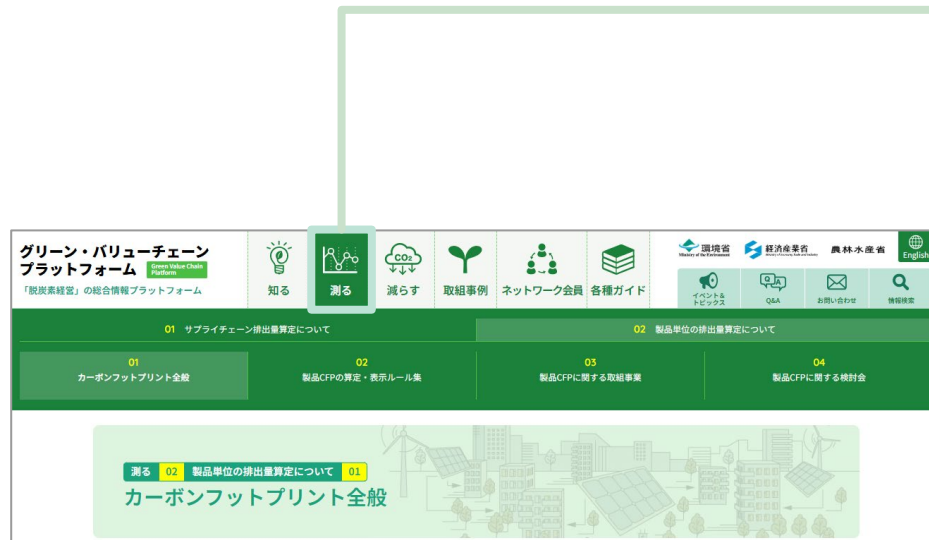 グリーン・バリューチェーン
プラットフォーム Green Value Chain Platform
「脱炭素経営」の総合情報プラットフォーム
知る
測る
CO₂
減らす
取組事例
ネットワーク会員
各種ガイド
環境省
Ministry of the Environment
経済産業省
農林水産省
English
イベント&
トピックス
Q&A
お問い合わせ
情報検索
01 サプライチェーン排出量算定について
02 製品単位の排出量算定について
01
カーボンフットプリント全般
02
製品CFPの算定・表示ルール集
03
製品CFPに関する取組事業
04
製品CFPに関する検討会
測る 02 製品単位の排出量算定について 01
カーボンフットプリント全般